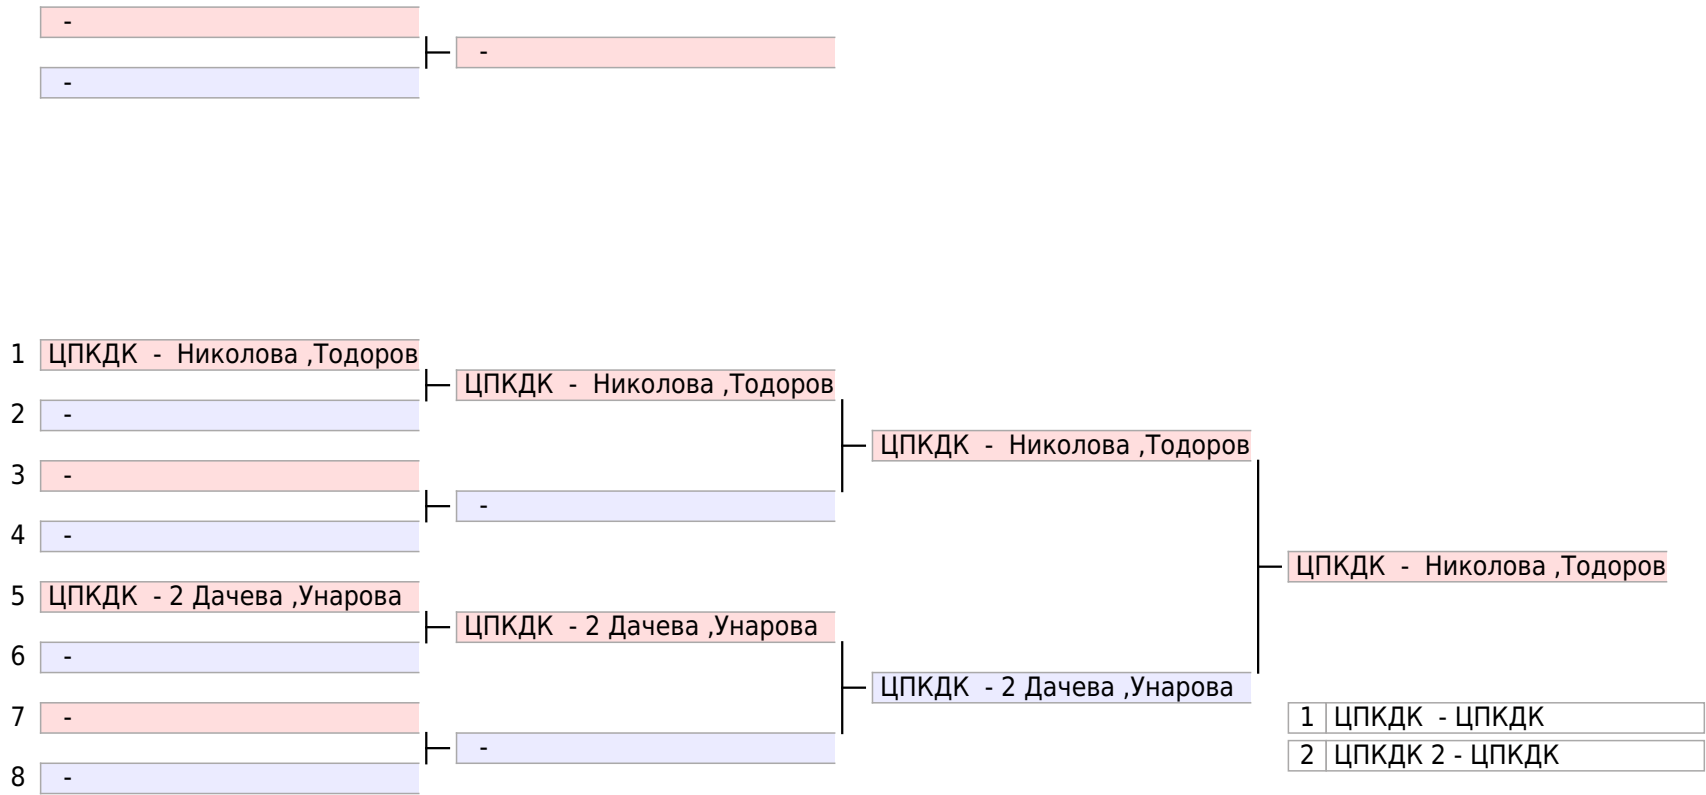 -
-
-
1 ЦПКДК - Николова ,Тодоров
ЦПКДК - Николова ,Тодоров
2 -
ЦПКДК - Николова ,Тодоров
3 -
-
4 -
ЦПКДК - Николова ,Тодоров
5 ЦПКДК - 2 Дачева ,Унарова
ЦПКДК - 2 Дачева ,Унарова
6 -
ЦПКДК - 2 Дачева ,Унарова
7 -
1 ЦПКДК - ЦПКДК
-
2 ЦПКДК 2 - ЦПКДК
8 -